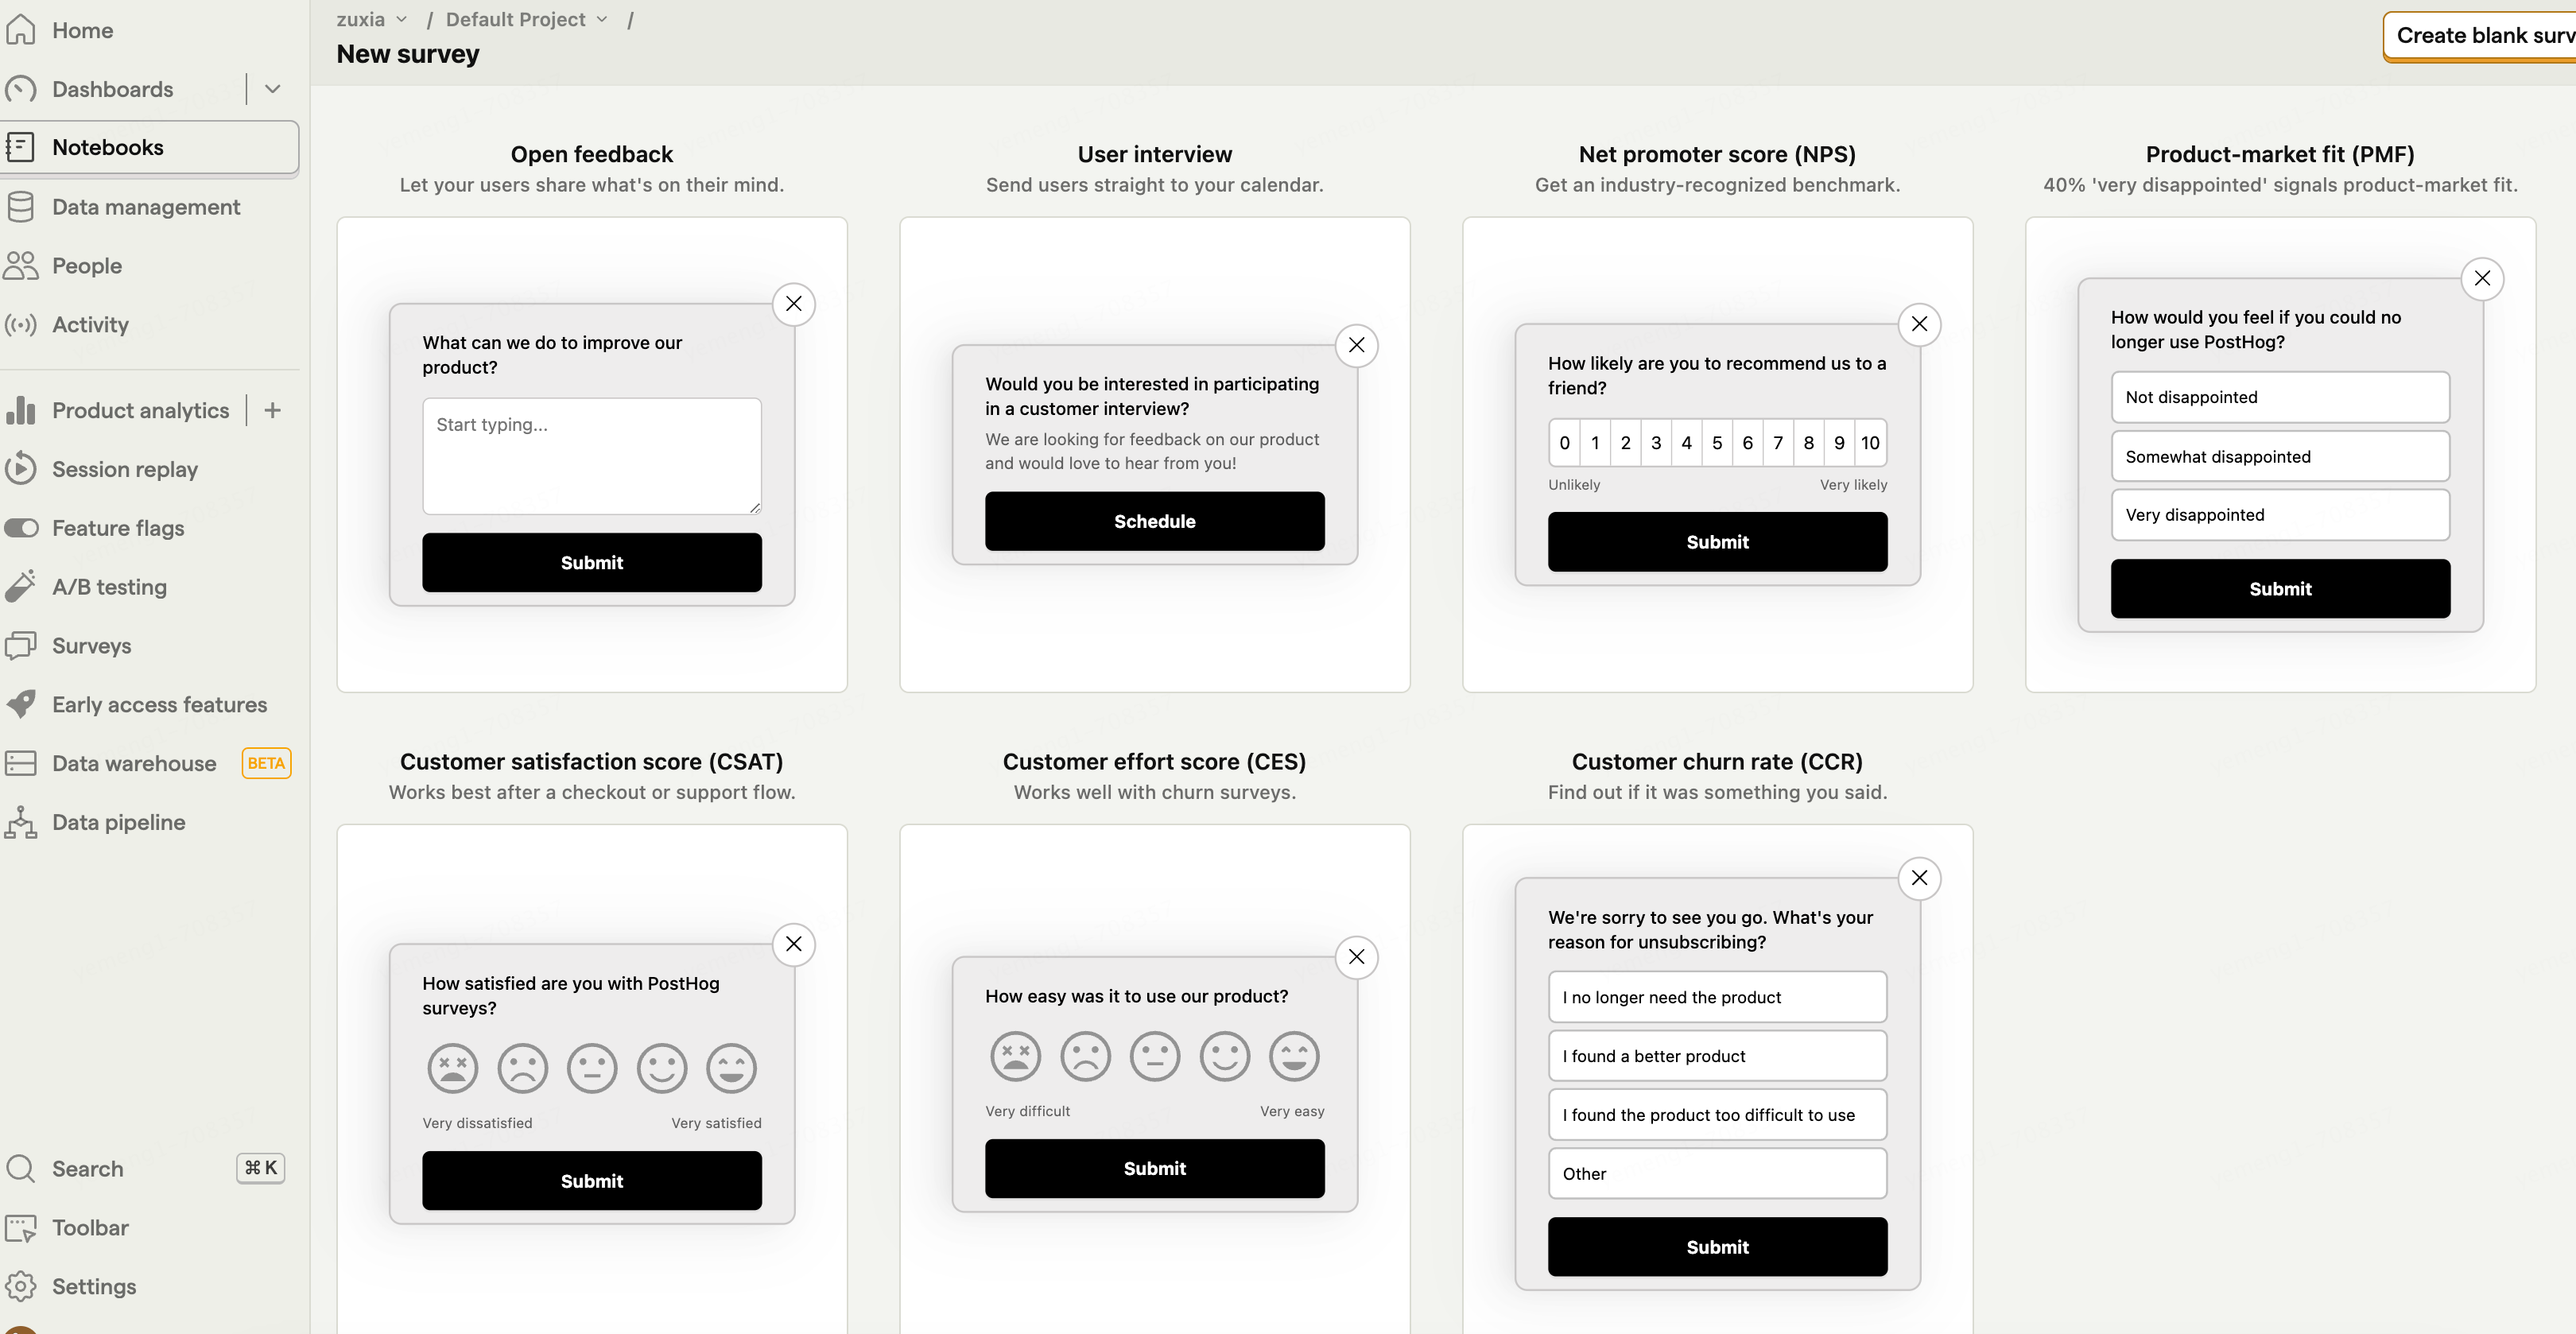 Home
Dashboards
Notebooks
Data management
People
Activity
Product analytics
Session replay
Feature flags
A/B testing
Surveys
Early access features
Data warehouse BETA
Data pipeline
Search ⌘ K
Toolbar
Settings
zuxia / Default Project /
New survey
Create blank surv
Open feedback
Let your users share what's on their mind.
What can we do to improve our
product?
Start typing...
Submit
User interview
Send users straight to your calendar.
Would you be interested in participating
in a customer interview?
We are looking for feedback on our product
and would love to hear from you!
Schedule
Net promoter score (NPS)
Get an industry-recognized benchmark.
How likely are you to recommend us to a
friend?
0 1 2 3 4 5 6 7 8 9 10
Unlikely Very likely
Submit
Product-market fit (PMF)
40% 'very disappointed' signals product-market fit.
How would you feel if you could no
longer use PostHog?
Not disappointed
Somewhat disappointed
Very disappointed
Submit
Customer satisfaction score (CSAT)
Works best after a checkout or support flow.
How satisfied are you with PostHog
surveys?
Very dissatisfied Very satisfied
Submit
Customer effort score (CES)
Works well with churn surveys.
How easy was it to use our product?
Very difficult Very easy
Submit
Customer churn rate (CCR)
Find out if it was something you said.
We're sorry to see you go. What's your
reason for unsubscribing?
I no longer need the product
I found a better product
I found the product too difficult to use
Other
Submit